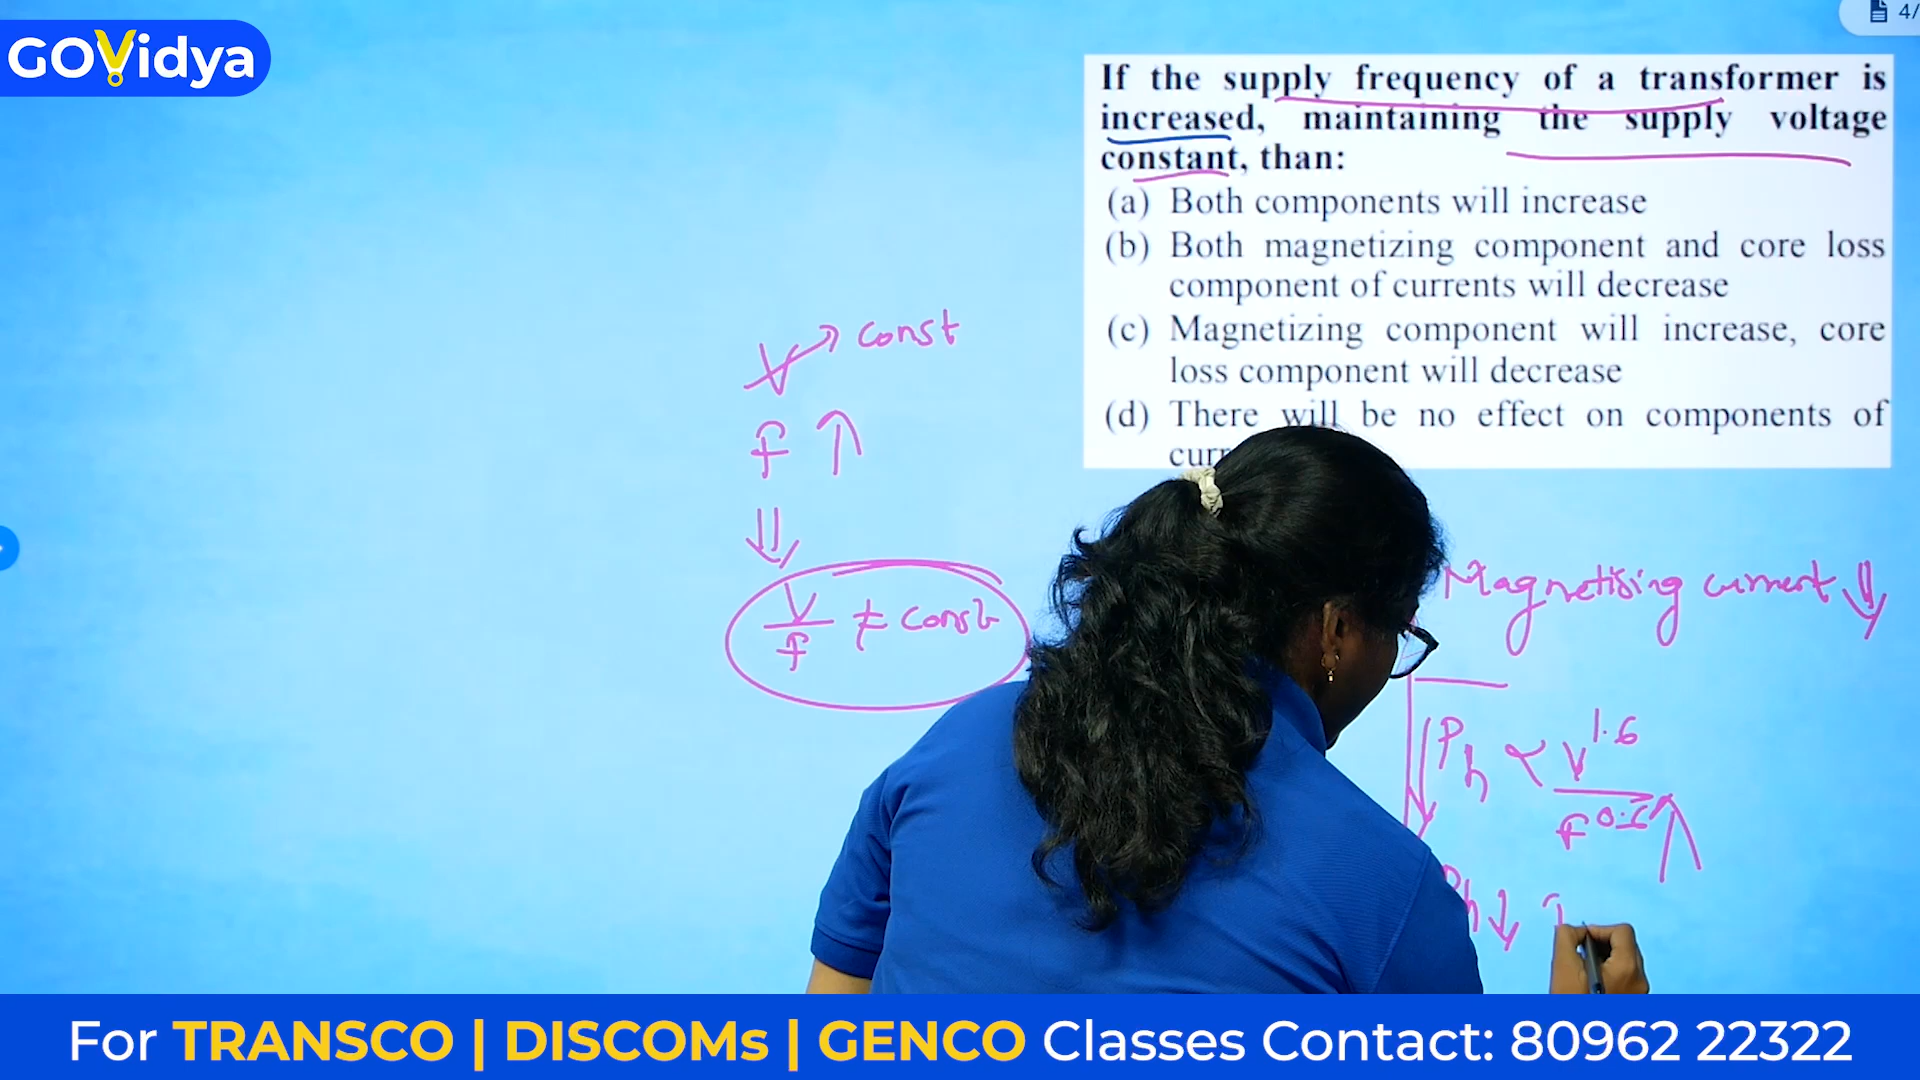 GOVidya
4/
If the supply frequency of a transformer is
increased, maintaining the supply voltage
constant, than:
(a) Both components will increase
(b) Both magnetizing component and core loss
component of currents will decrease
(c) Magnetizing component will increase, core
loss component will decrease
(d) There will be no effect on components of
V → const
f ↑
⇓
V/f ≠ const
Magnetising current ⇓
↓ Ph ∝ V^1.6 / f^0.6 ↑
Ph ↓
For TRANSCO | DISCOMs | GENCO Classes Contact: 80962 22322